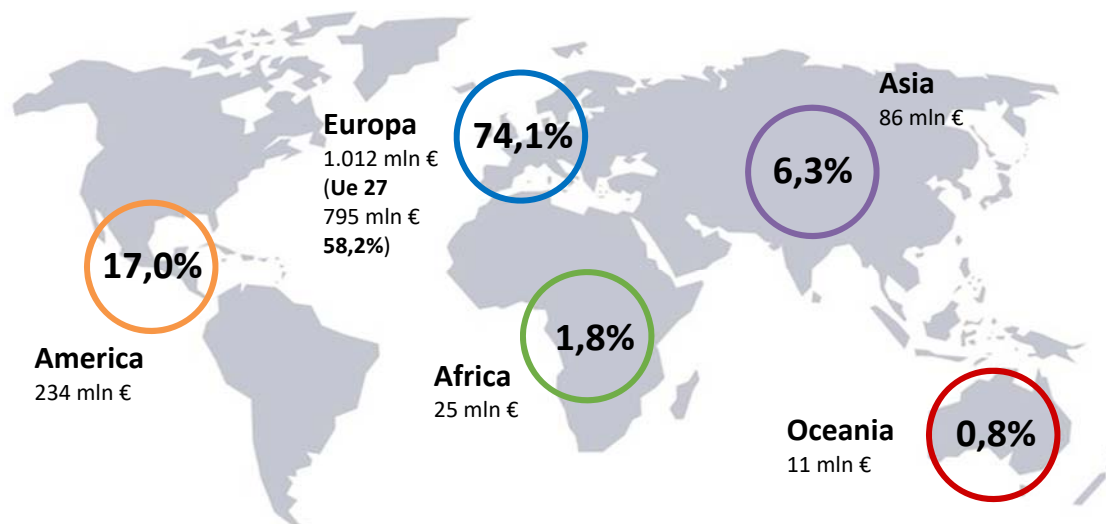 Europa
1.012 mln €
(Ue 27
795 mln €
58,2%)
74,1%
Asia
86 mln €
6,3%
17,0%
America
234 mln €
1,8%
Africa
25 mln €
Oceania
11 mln €
0,8%